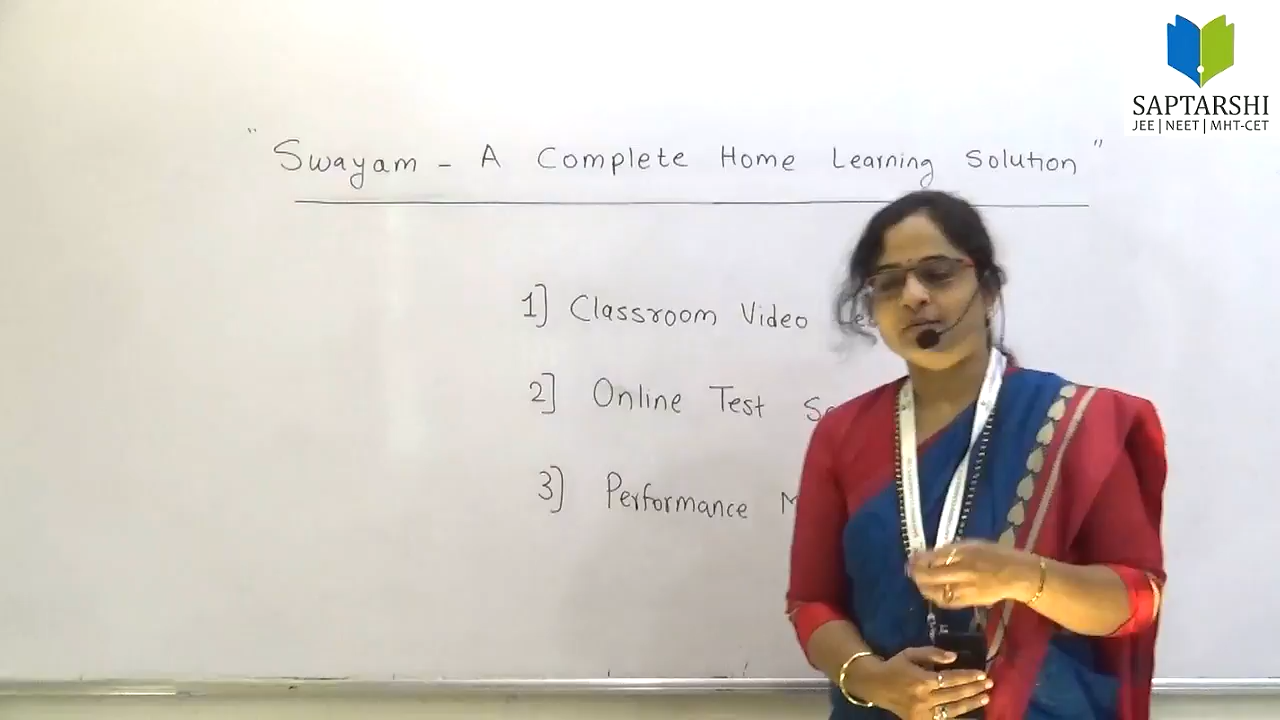 SAPTARSHI
JEE | NEET | MHT-CET
"Swayam - A Complete Home Learning Solution"
1] Classroom Video
2] Online Test
3] Performance